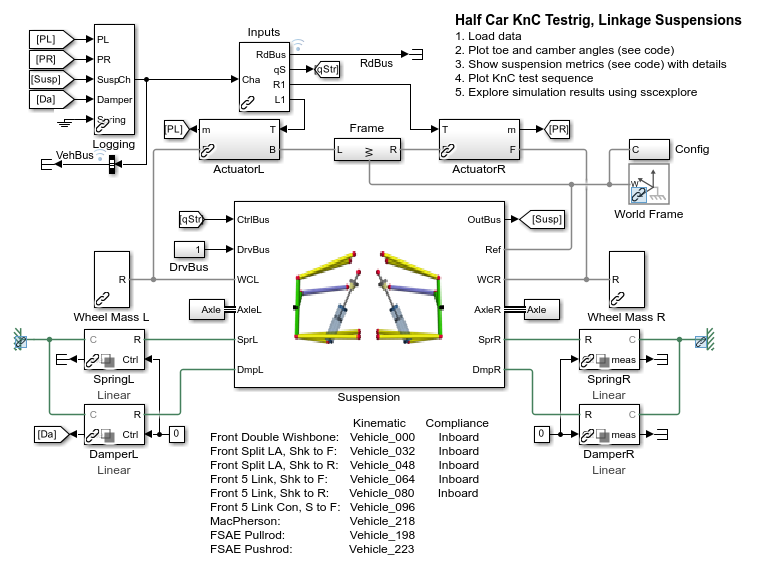 Half Car KnC Testrig, Linkage Suspensions
1. Load data
2. Plot toe and camber angles (see code)
3. Show suspension metrics (see code) with details
4. Plot KnC test sequence
5. Explore simulation results using sscexplore
[PL]
[PR]
[Susp]
[Da]
PL
PR
SuspCh
Damper
Spring
Logging
VehBus
Inputs
Cha
RdBus
qS
R1
L1
[qStr]
RdBus
[PL]
m
T
B
ActuatorL
Frame
L
R
T
m
F
ActuatorR
[PR]
C
Config
W
World Frame
[qStr]
1
DrvBus
CtrlBus
DrvBus
WCL
AxleL
SprL
DmpL
OutBus
Ref
WCR
AxleR
SprR
DmpR
Suspension
[Susp]
R
Wheel Mass L
Axle
Axle
R
Wheel Mass R
C
R
Ctrl
SpringL
Linear
C
R
Ctrl
DamperL
Linear
[Da]
0
R
C
meas
SpringR
Linear
R
C
meas
DamperR
Linear
0
Kinematic Compliance
Front Double Wishbone: Vehicle_000 Inboard
Front Split LA, Shk to F: Vehicle_032 Inboard
Front Split LA, Shk to R: Vehicle_048 Inboard
Front 5 Link, Shk to F: Vehicle_064 Inboard
Front 5 Link, Shk to R: Vehicle_080 Inboard
Front 5 Link Con, S to F: Vehicle_096
MacPherson: Vehicle_218
FSAE Pullrod: Vehicle_198
FSAE Pushrod: Vehicle_223